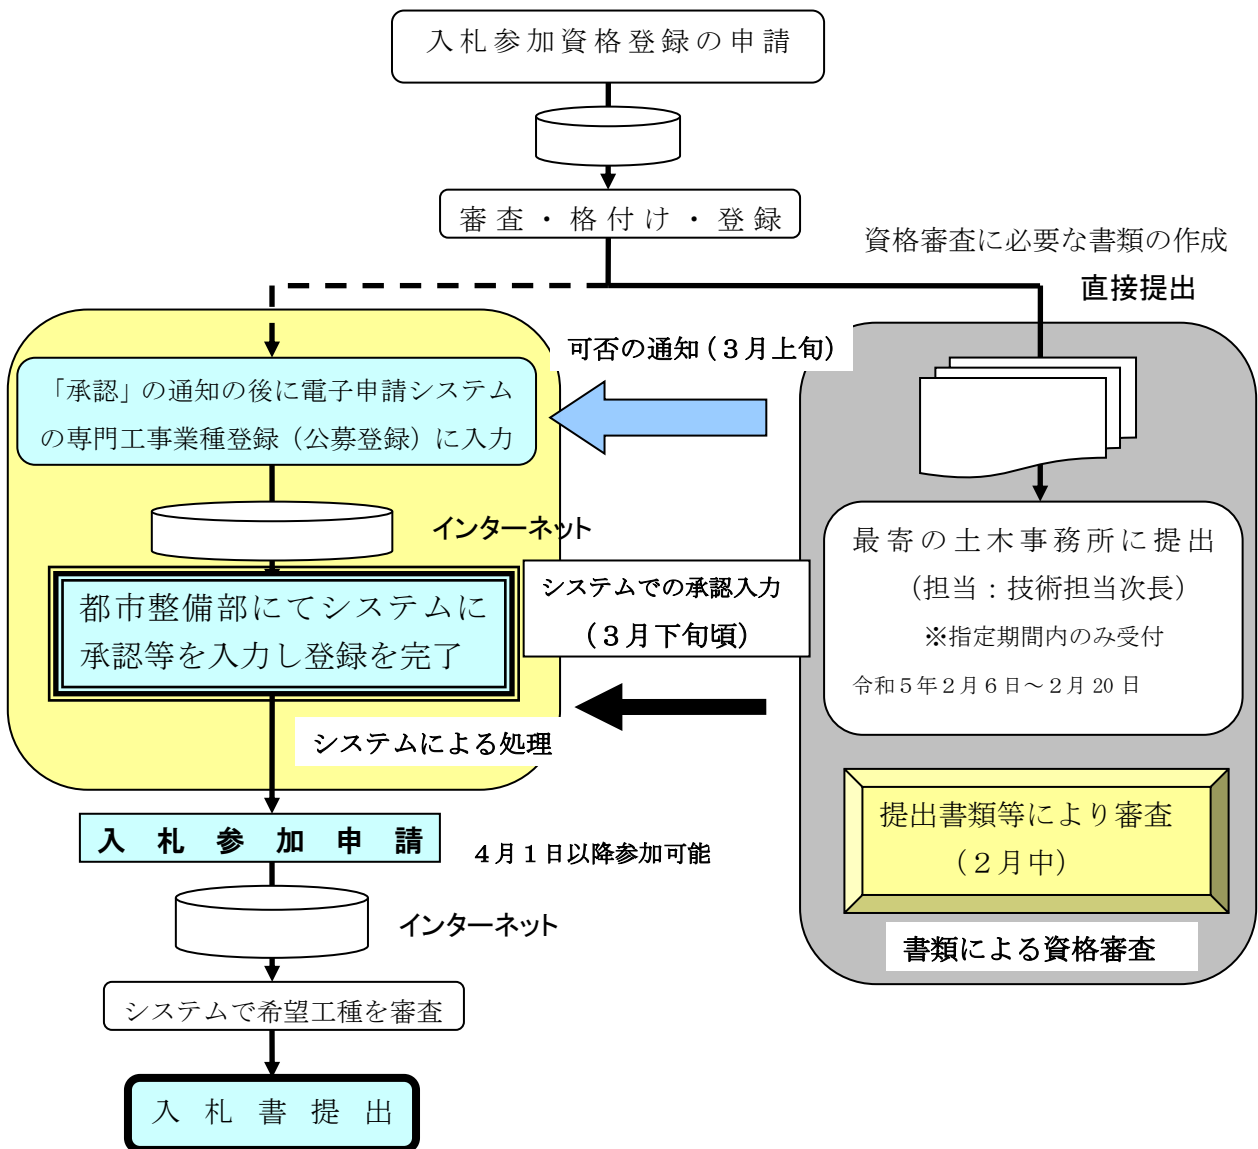 入札参加資格登録の申請
審査・格付け・登録
資格審査に必要な書類の作成
直接提出
可否の通知(３月上旬)
「承認」の通知の後に電子申請システム
の専門工事業種登録（公募登録）に入力
インターネット
最寄の土木事務所に提出
（担当：技術担当次長）
※指定期間内のみ受付
令和５年２月６日～２月 20 日
システムでの承認入力
(３月下旬頃)
都市整備部にてシステムに
承認等を入力し登録を完了
システムによる処理
提出書類等により審査
（２月中）
書類による資格審査
入札参加申請
４月１日以降参加可能
インターネット
システムで希望工種を審査
入札書提出